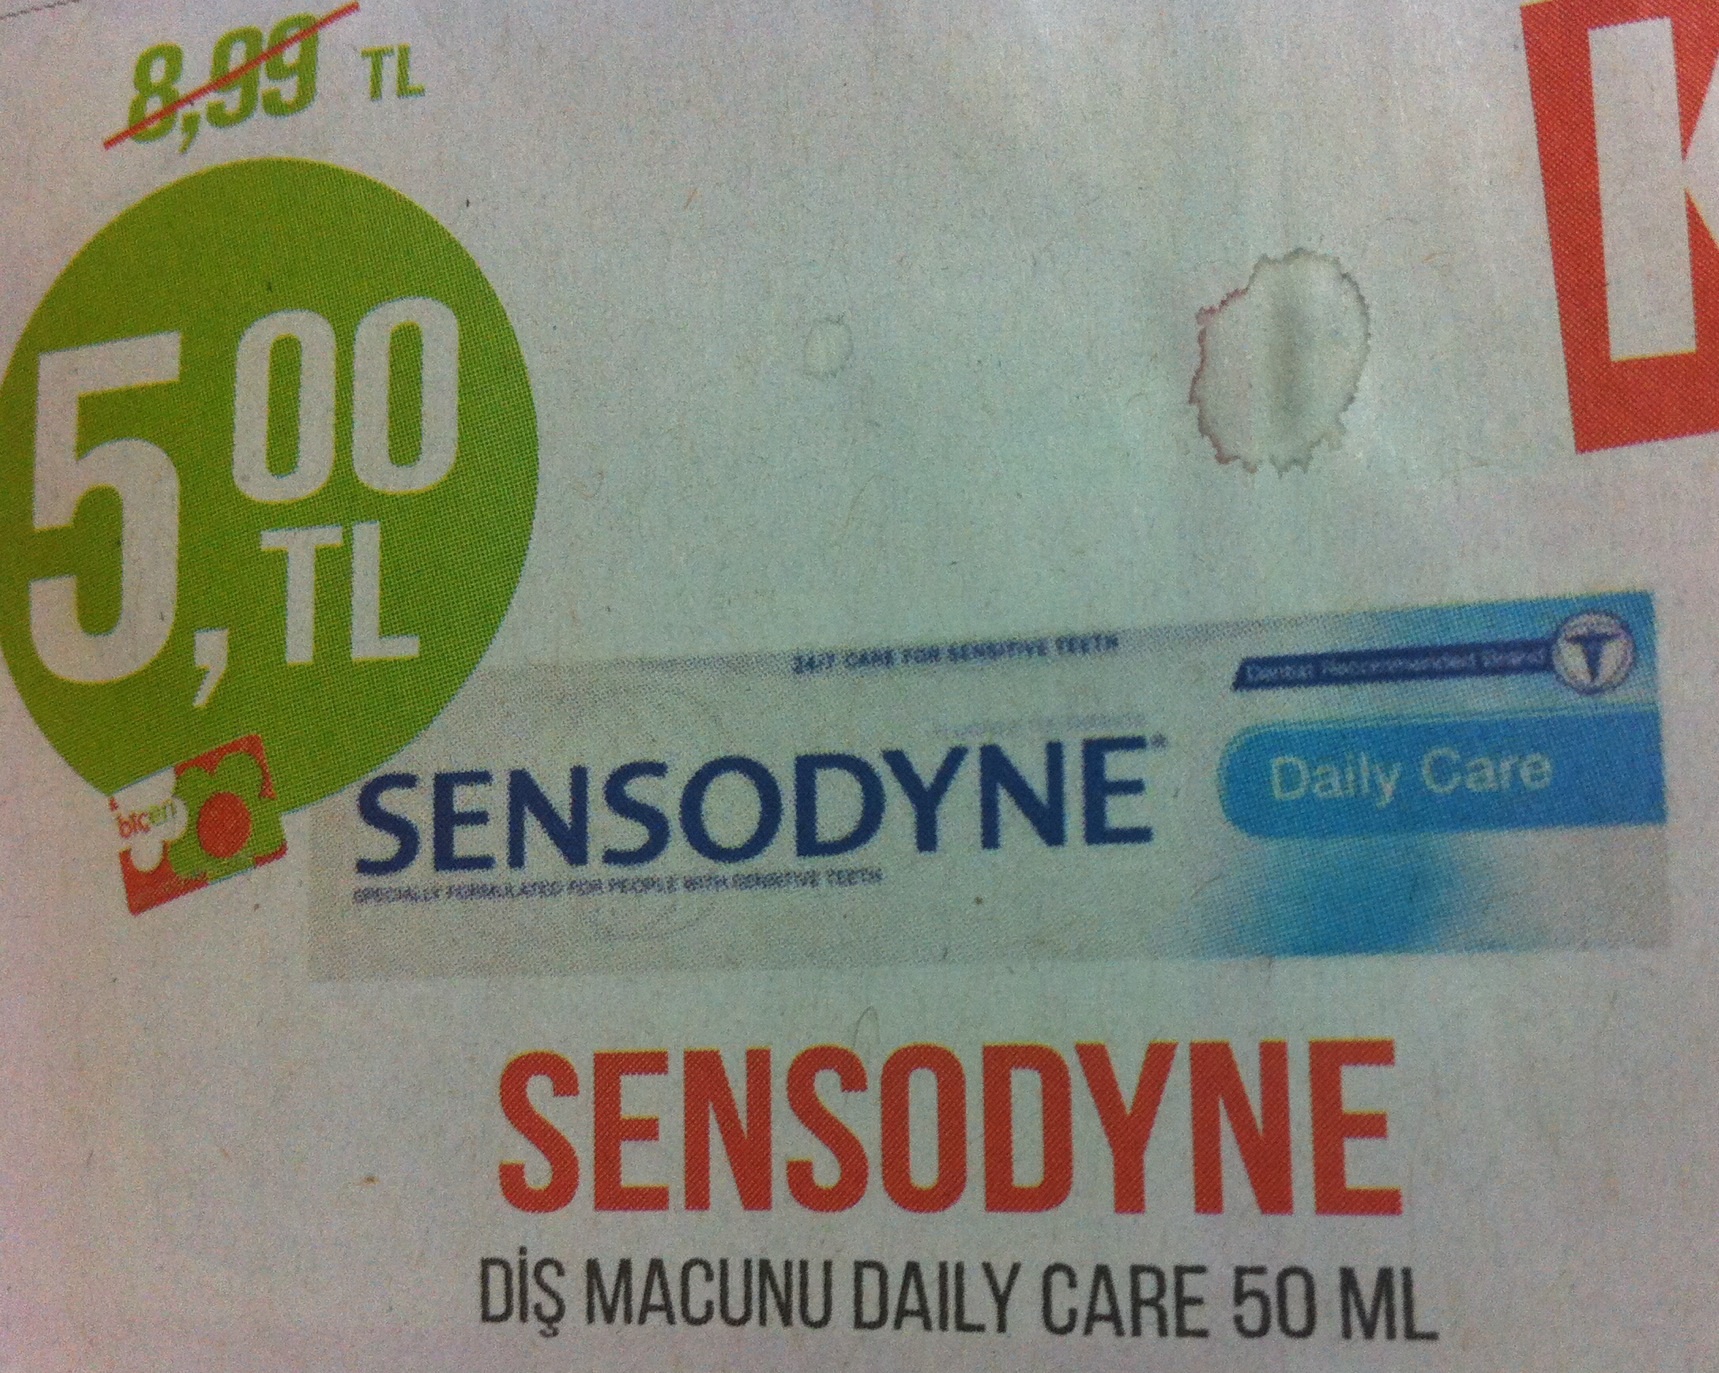 8,99 TL
5,00
TL
biçen
24/7 CARE FOR SENSITIVE TEETH
Dental Recommended Brand
SENSODYNE
Daily Care
SPECIALLY FORMULATED FOR PEOPLE WITH SENSITIVE TEETH
SENSODYNE
DİŞ MACUNU DAILY CARE 50 ML